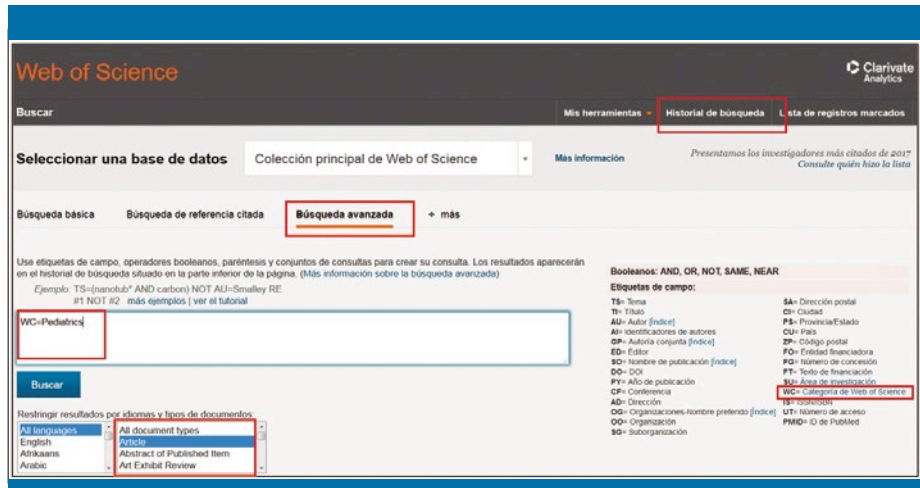 Web of Science
Clarivate
Analytics
Buscar
Mis herramientas
Historial de búsqueda
Lista de registros marcados
Seleccionar una base de datos
Colección principal de Web of Science
Más información
Presentamos los investigadores más citados de 2017
Consulte quién hizo la lista
Búsqueda básica
Búsqueda de referencia citada
Búsqueda avanzada
+ más
Use etiquetas de campo, operadores booleanos, paréntesis y conjuntos de consultas para crear su consulta. Los resultados aparecerán
en el historial de búsqueda situado en la parte inferior de la página. (Más información sobre la búsqueda avanzada)
Ejemplo: TS=(nanotub* AND carbon) NOT AU=Smalley RE
#1 NOT #2 más ejemplos | ver el tutorial
WC=Pediatrics
Buscar
Restringir resultados por idiomas y tipos de documentos:
All languages
English
Afrikaans
Arabic
All document types
Article
Abstract of Published Item
Art Exhibit Review
Booleanos: AND, OR, NOT, SAME, NEAR
Etiquetas de campo:
TS= Tema
TI= Título
AU= Autor [Índice]
AI= Identificadores de autores
GP= Autoría conjunta [Índice]
ED= Editor
SO= Nombre de publicación [Índice]
DO= DOI
PY= Año de publicación
CF= Conferencia
AD= Dirección
OG= Organizaciones-Nombre preferido [Índice]
OO= Organización
SG= Suborganización
SA= Dirección postal
CI= Ciudad
PS= Provincia/Estado
CU= País
ZP= Código postal
FO= Entidad financiadora
FG= Número de concesión
FT= Texto de financiación
SU= Área de investigación
WC= Categoría de Web of Science
IS= ISSN/ISBN
UT= Número de acceso
PMID= ID de PubMed